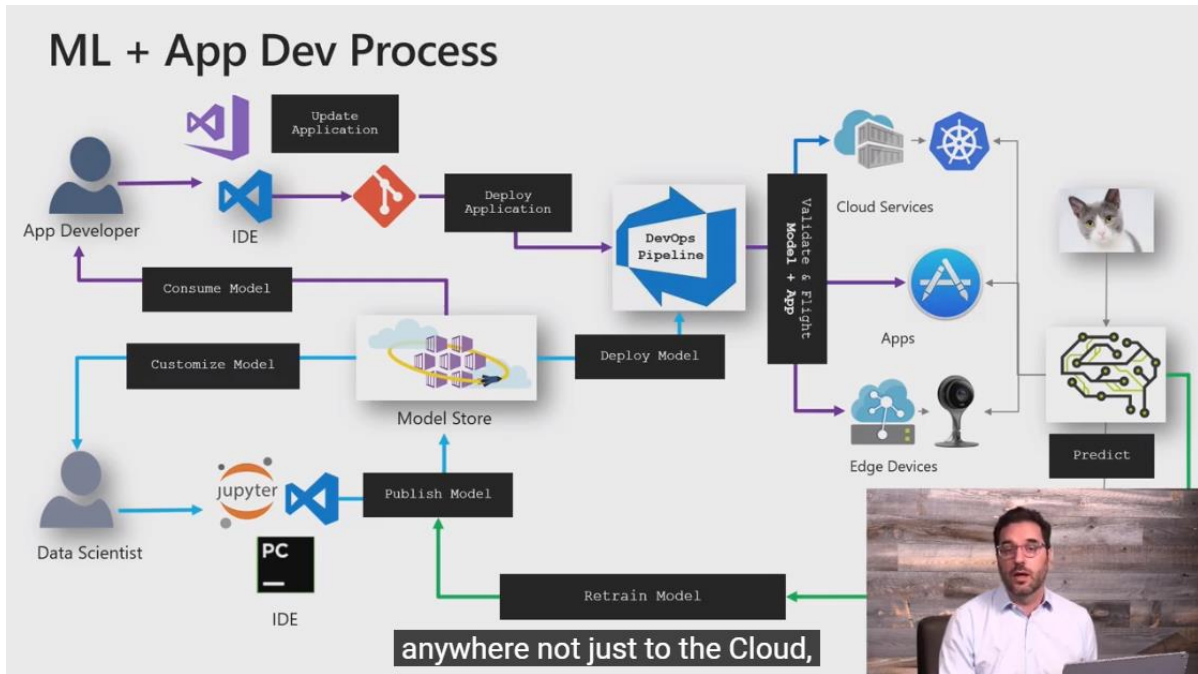 ML + App Dev Process
Update
Application
App Developer
IDE
Deploy
Application
DevOps
Pipeline
Validate & Flight
Model + App
Cloud Services
Apps
Edge Devices
Predict
Consume Model
Customize Model
Model Store
Deploy Model
Data Scientist
jupyter
PC
IDE
Publish Model
Retrain Model
anywhere not just to the Cloud,